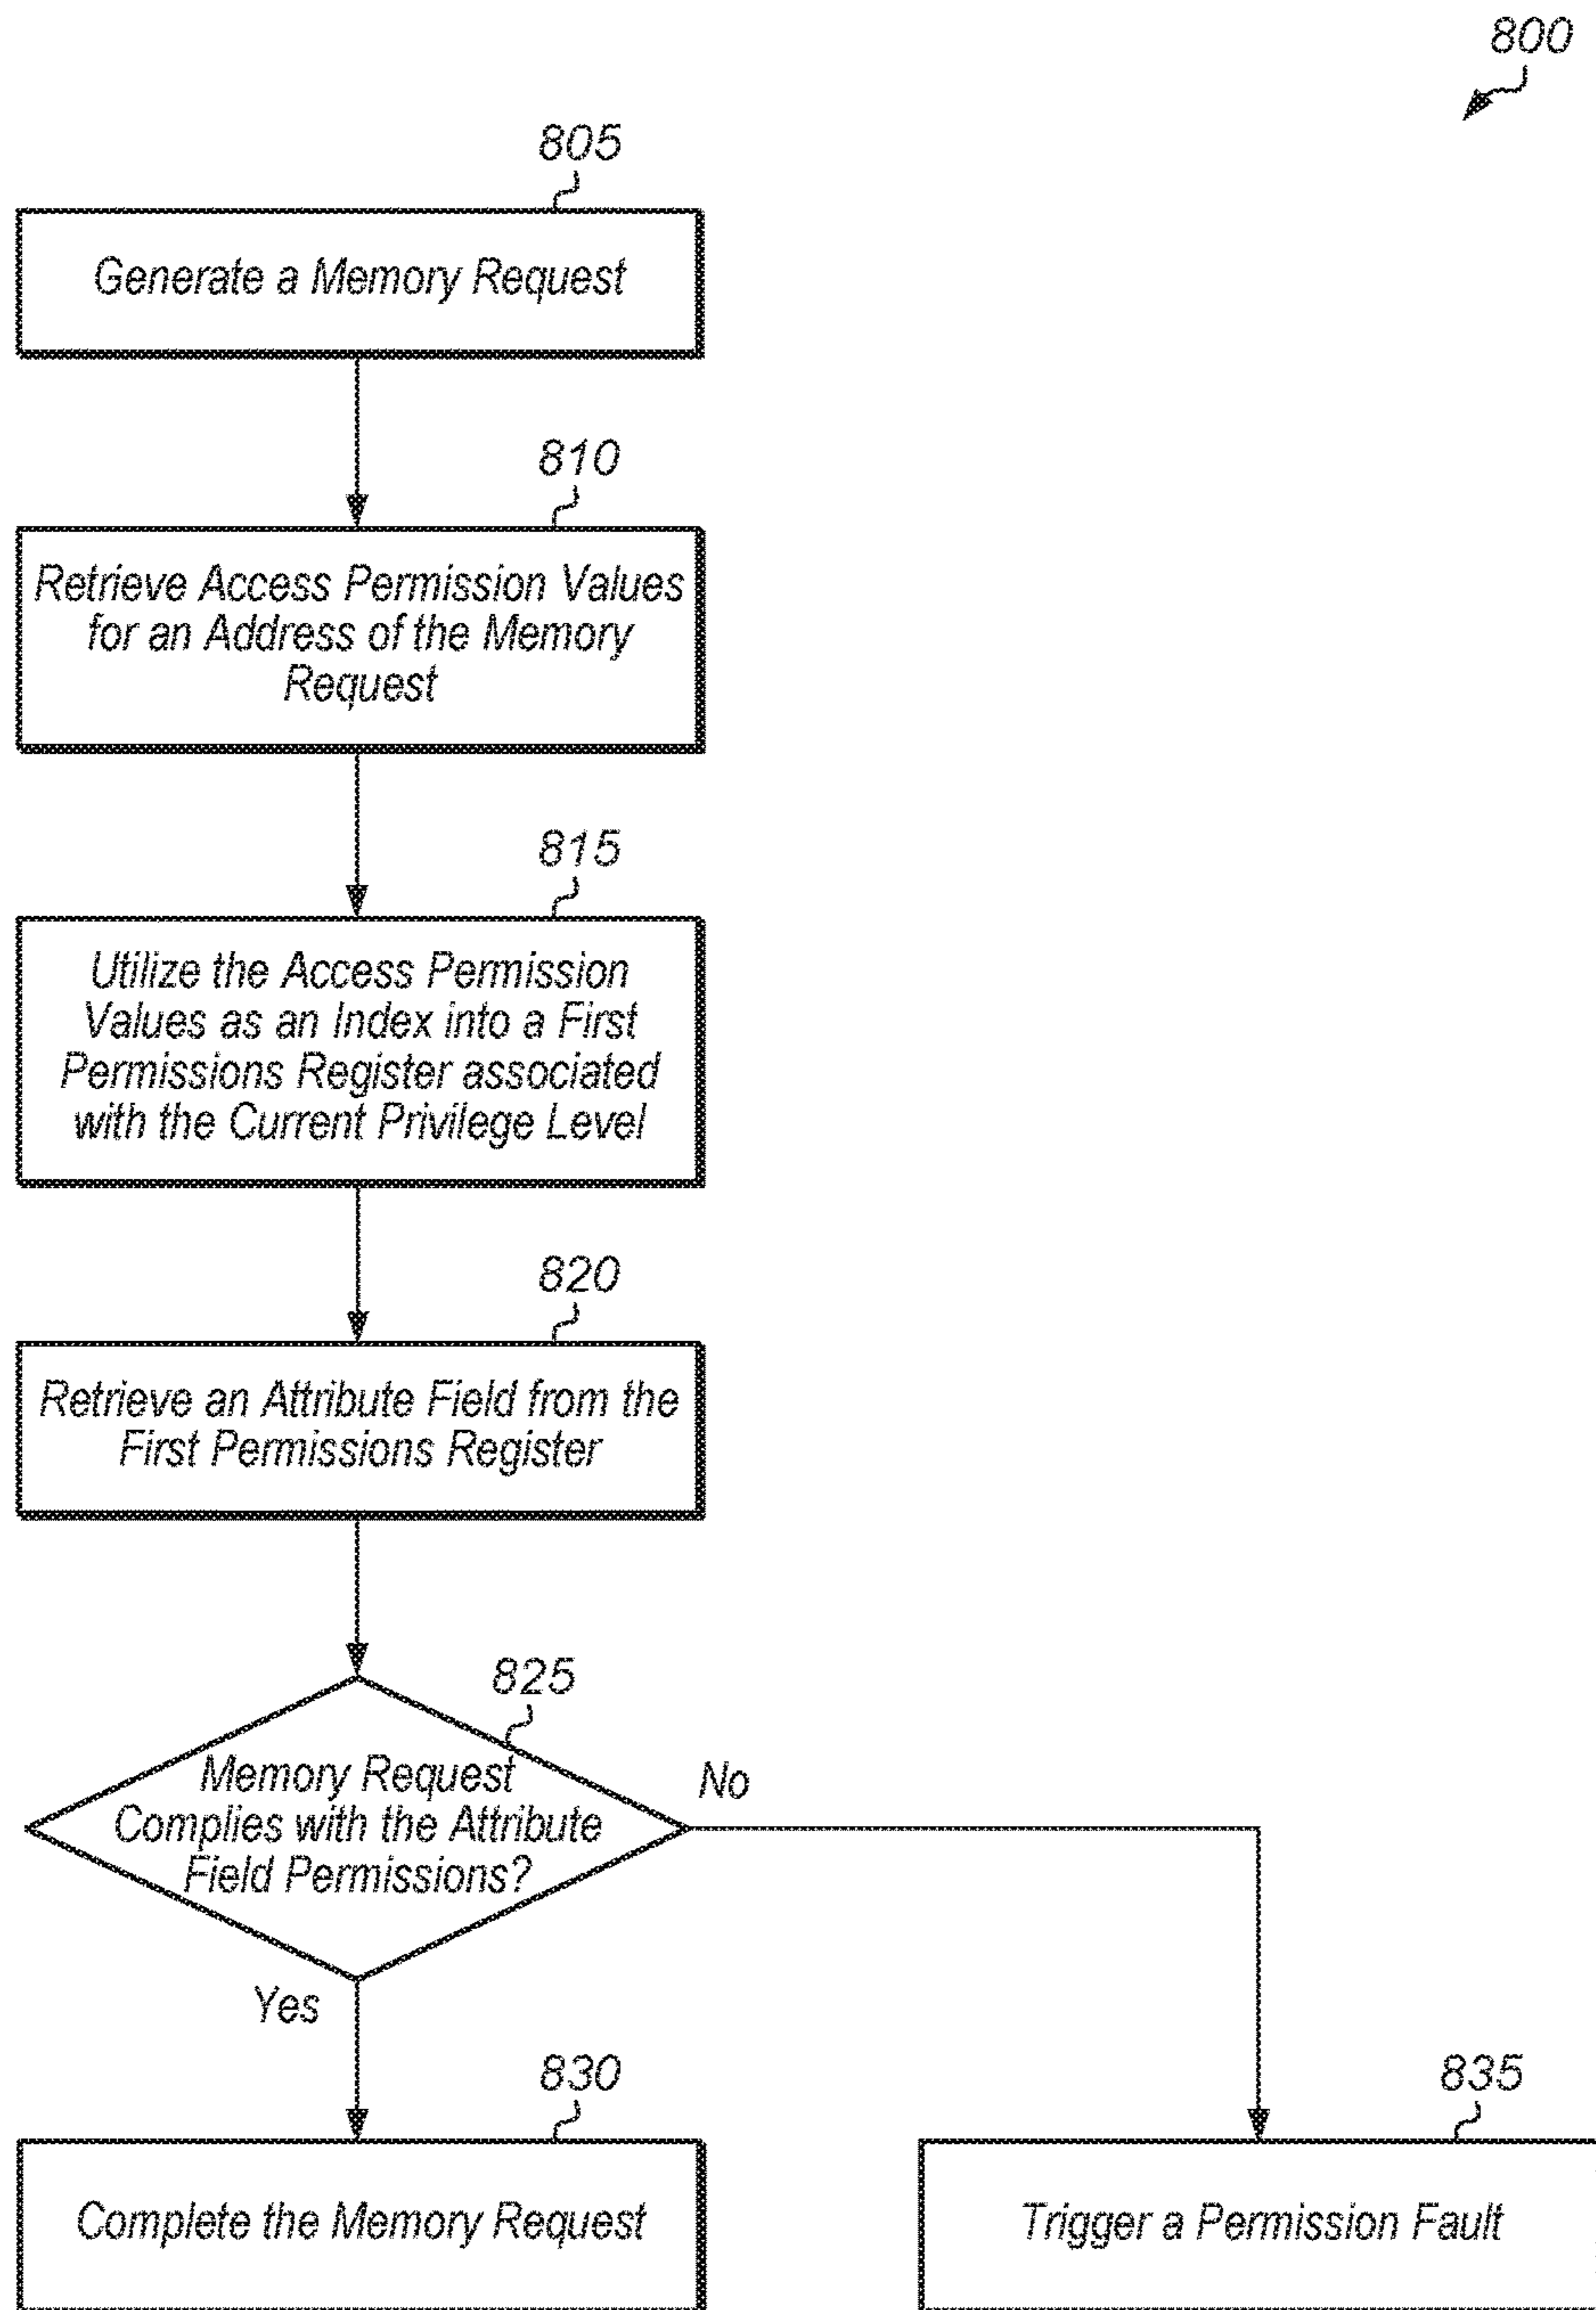 800
805
Generate a Memory Request
810
Retrieve Access Permission Values
for an Address of the Memory
Request
815
Utilize the Access Permission
Values as an Index into a First
Permissions Register associated
with the Current Privilege Level
820
Retrieve an Attribute Field from the
First Permissions Register
825
Memory Request
Complies with the Attribute
Field Permissions?
No
Yes
830
Complete the Memory Request
835
Trigger a Permission Fault